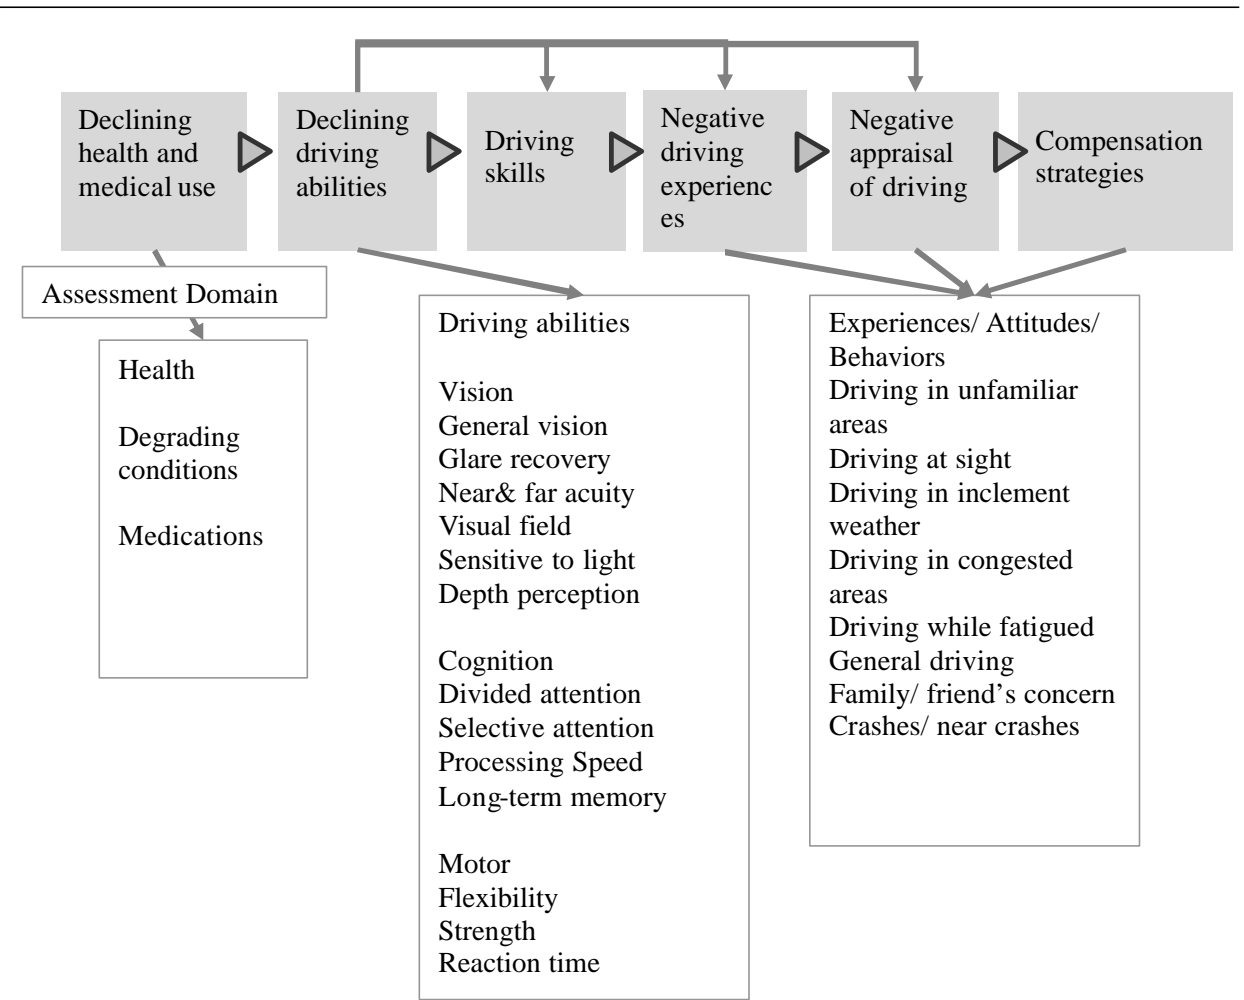 Declining
health and
medical use
Declining
driving
abilities
Driving
skills
Negative
driving
experienc
es
Negative
appraisal
of driving
Compensation
strategies
Assessment Domain
Health
Degrading
conditions
Medications
Driving abilities
Vision
General vision
Glare recovery
Near& far acuity
Visual field
Sensitive to light
Depth perception
Cognition
Divided attention
Selective attention
Processing Speed
Long-term memory
Motor
Flexibility
Strength
Reaction time
Experiences/ Attitudes/
Behaviors
Driving in unfamiliar
areas
Driving at sight
Driving in inclement
weather
Driving in congested
areas
Driving while fatigued
General driving
Family/ friend’s concern
Crashes/ near crashes